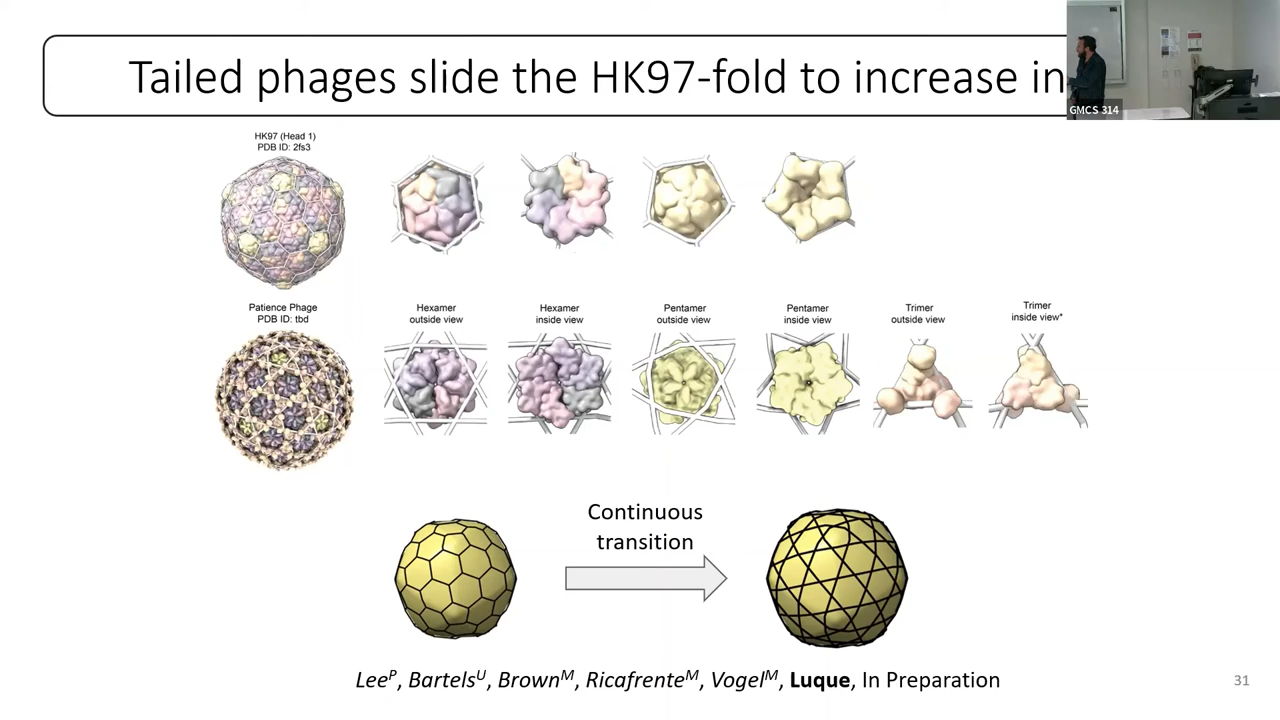 Tailed phages slide the HK97-fold to increase in
GMCS 314
HK97 (Head 1)
PDB ID: 2fs3
Patience Phage
PDB ID: tbd
Hexamer
outside view
Hexamer
inside view
Pentamer
outside view
Pentamer
inside view
Trimer
outside view
Trimer
inside view*
Continuous
transition
Leeᴾ, Bartelsᵁ, Brownᴹ, Ricafrenteᴹ, Vogelᴹ, Luque, In Preparation
31